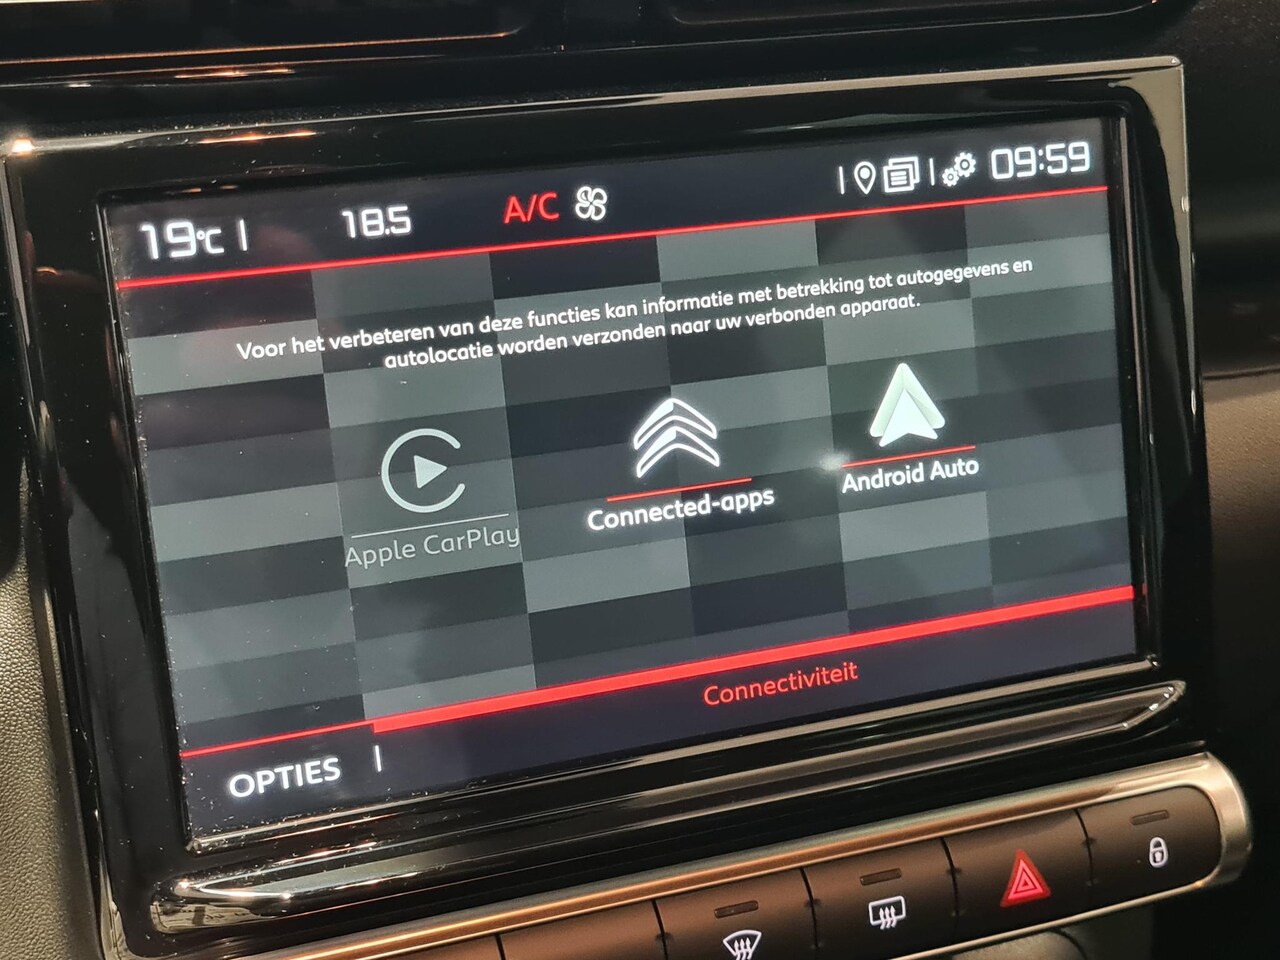 19°C 18.5 A/C 09:59
Voor het verbeteren van deze functies kan informatie met betrekking tot autogegevens en
autolocatie worden verzonden naar uw verbonden apparaat.
Apple CarPlay
Connected-apps
Android Auto
Connectiviteit
OPTIES